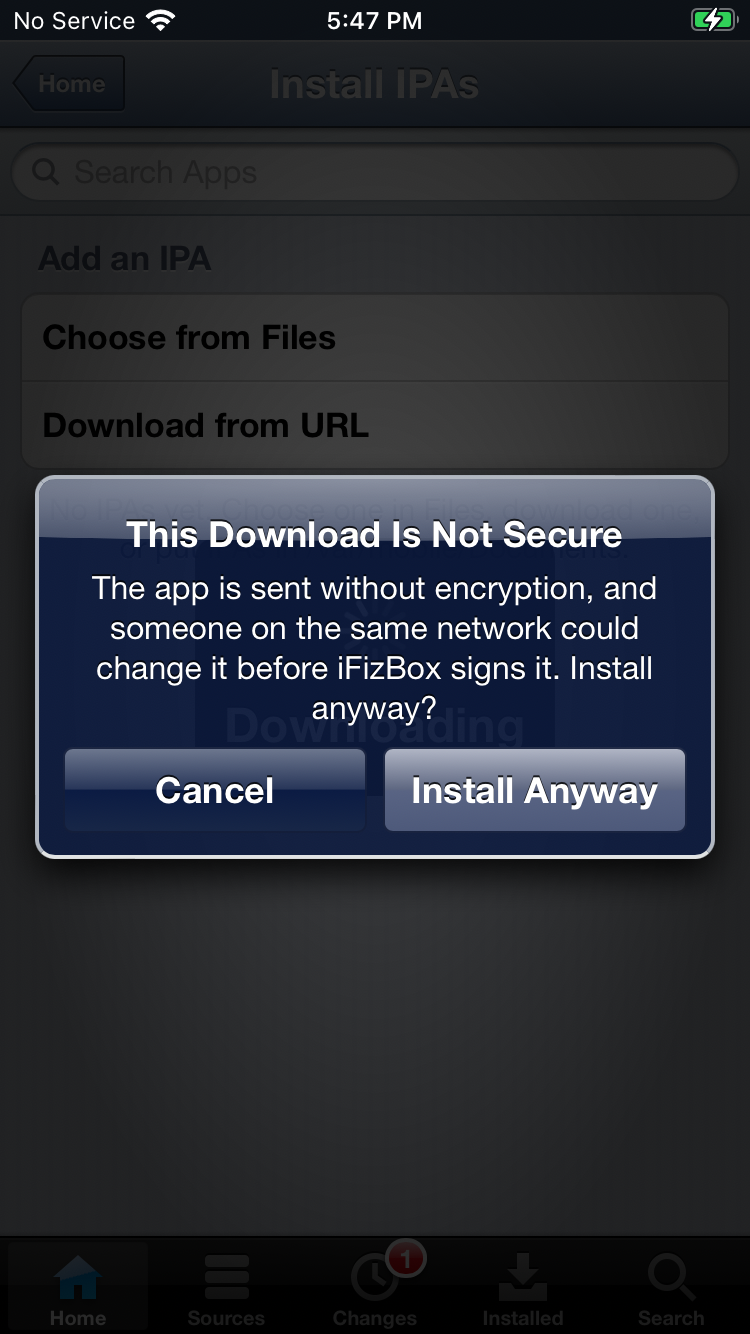 No Service
5:47 PM
Home
Install IPAs
Search Apps
Add an IPA
Choose from Files
Download from URL
This Download Is Not Secure
The app is sent without encryption, and
someone on the same network could
change it before iFizBox signs it. Install
anyway?
Downloading
Cancel
Install Anyway
1
Home
Sources
Changes
Installed
Search